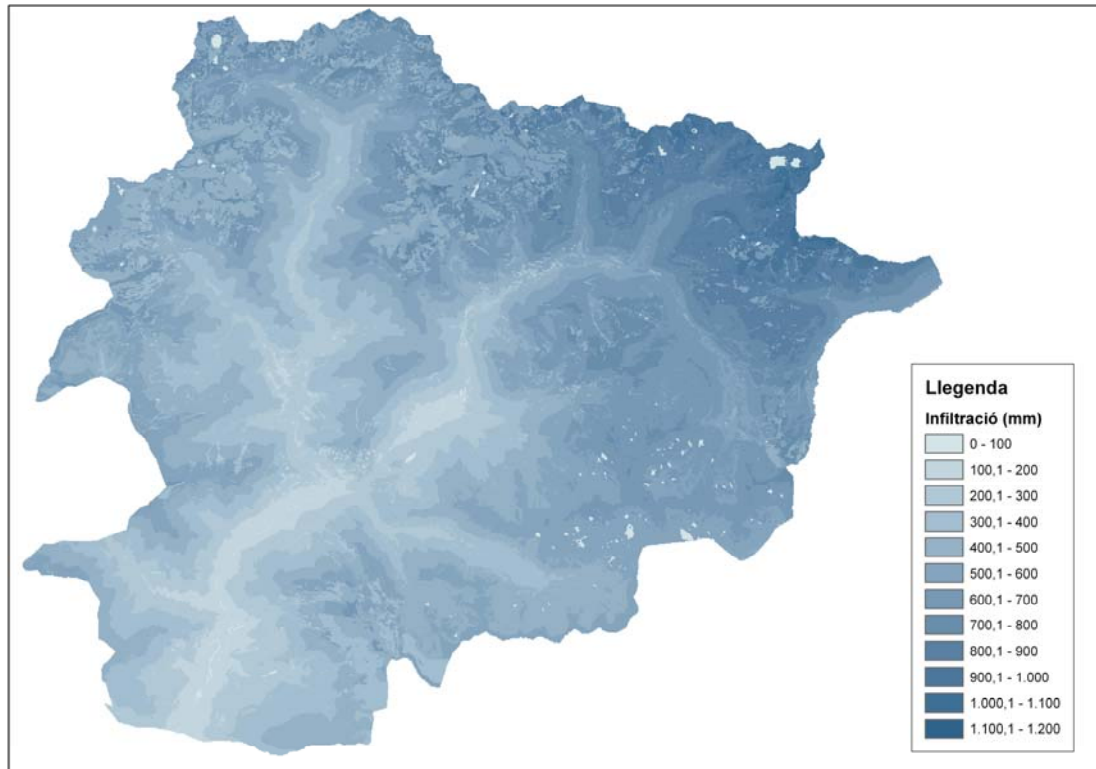 Llegenda
Infiltració (mm)
0 - 100
100,1 - 200
200,1 - 300
300,1 - 400
400,1 - 500
500,1 - 600
600,1 - 700
700,1 - 800
800,1 - 900
900,1 - 1.000
1.000,1 - 1.100
1.100,1 - 1.200